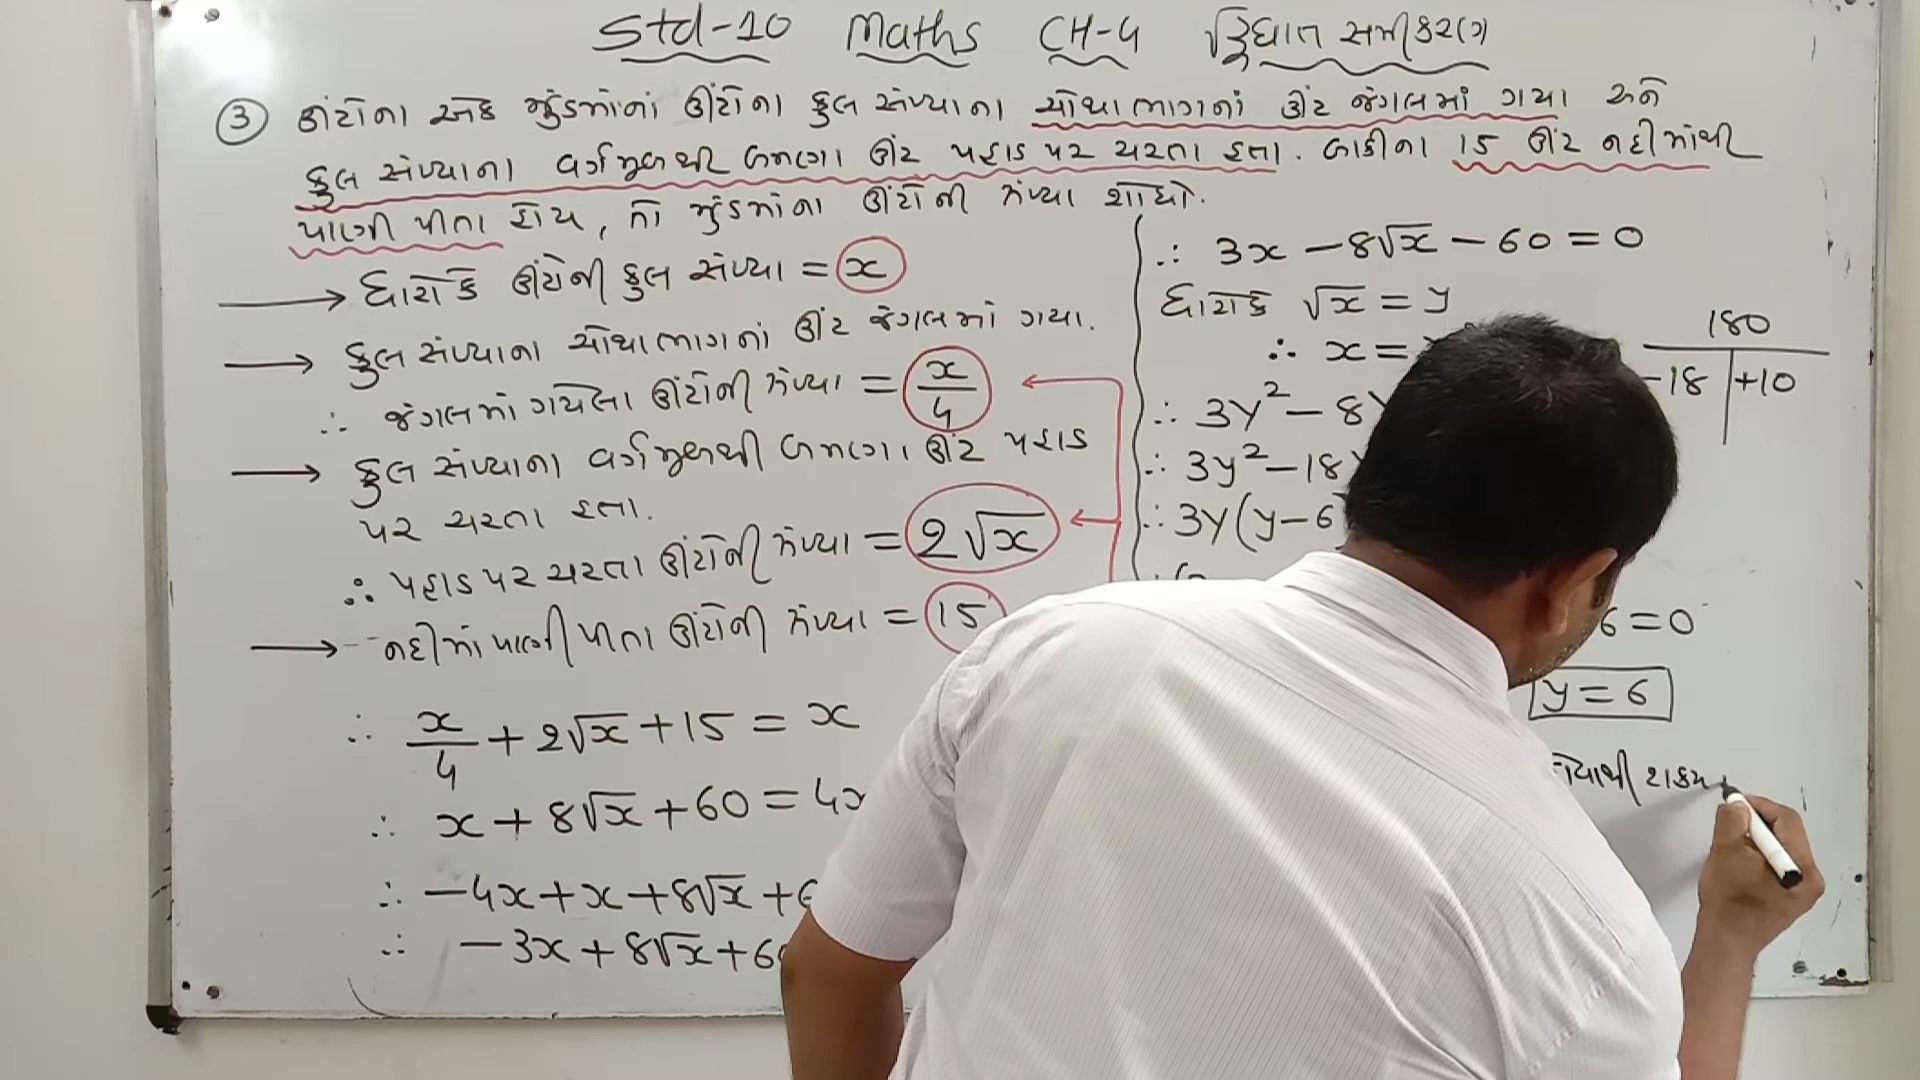 Std-10 Maths CH-4 દ્વિઘાત સમીકરણ
③ ઊંટોના એક ઝુંડમાંનાં ઊંટોના કુલ સંખ્યાના ચોથા ભાગનાં ઊંટ જંગલમાં ગયા અને
કુલ સંખ્યાના વર્ગમૂળથી બમણા ઊંટ પહાડ પર ચરતા હતા. બાકીના 15 ઊંટ નદીમાંથી
પાણી પીતા હોય, તો ઝુંડમાંના ઊંટોની સંખ્યા શોધો.
→ ધારોકે ઊંટોની કુલ સંખ્યા = x
→ કુલ સંખ્યાના ચોથા ભાગનાં ઊંટ જંગલમાં ગયા.
∴ જંગલમાં ગયેલા ઊંટોની સંખ્યા = x/4
→ કુલ સંખ્યાના વર્ગમૂળથી બમણા ઊંટ પહાડ
પર ચરતા હતા.
∴ પહાડ પર ચરતા ઊંટોની સંખ્યા = 2√x
→ નદીમાં પાણી પીતા ઊંટોની સંખ્યા = 15
∴ x/4 + 2√x + 15 = x
∴ x + 8√x + 60 = 4x
∴ -4x + x + 8√x +
∴ -3x + 8√x +
∴ 3x - 8√x - 60 = 0
ધારોકે √x = y
∴ x =
∴ 3y² - 8
∴ 3y² - 18
∴ 3y(y - 6
6 = 0
y = 6
180
-18 | +10